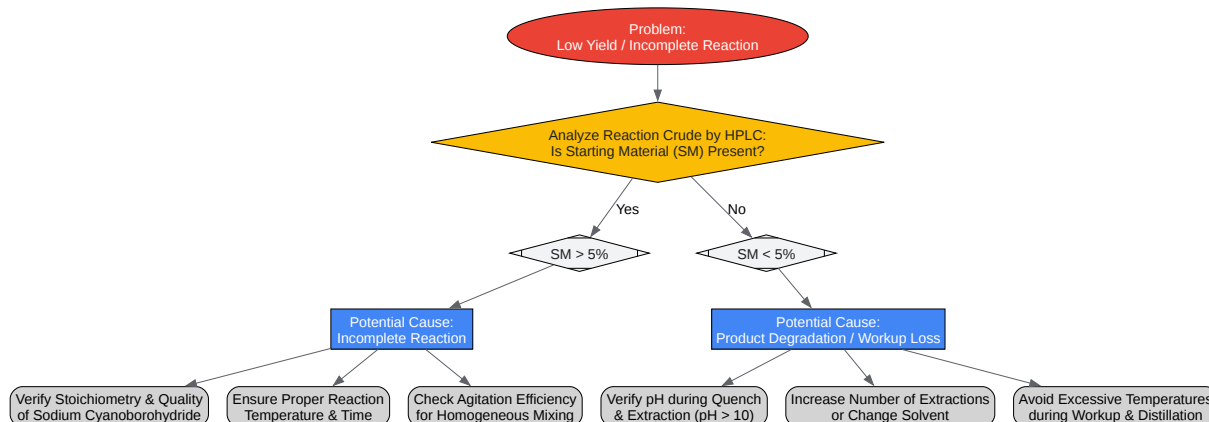 Problem:
Low Yield / Incomplete Reaction
Analyze Reaction Crude by HPLC:
Is Starting Material (SM) Present?
Yes
No
SM > 5%
SM < 5%
Potential Cause:
Incomplete Reaction
Potential Cause:
Product Degradation / Workup Loss
Verify Stoichiometry & Quality
of Sodium Cyanoborohydride
Ensure Proper Reaction
Temperature & Time
Check Agitation Efficiency
for Homogeneous Mixing
Verify pH during Quench
& Extraction (pH > 10)
Increase Number of Extractions
or Change Solvent
Avoid Excessive Temperatures
during Workup & Distillation